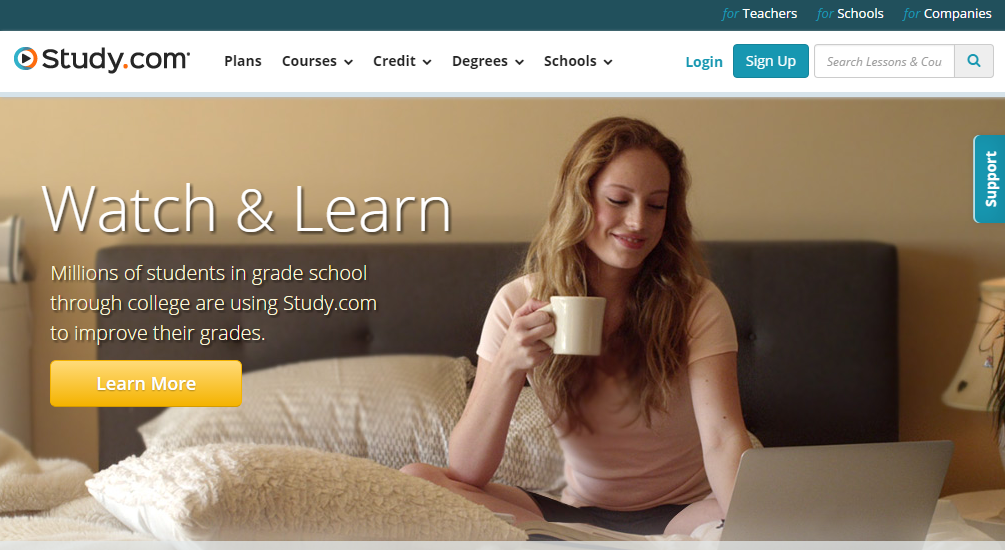 for Teachers for Schools for Companies
Study.com
Plans Courses Credit Degrees Schools Login Sign Up Search Lessons & Cou
Support
Watch & Learn
Millions of students in grade school
through college are using Study.com
to improve their grades.
Learn More